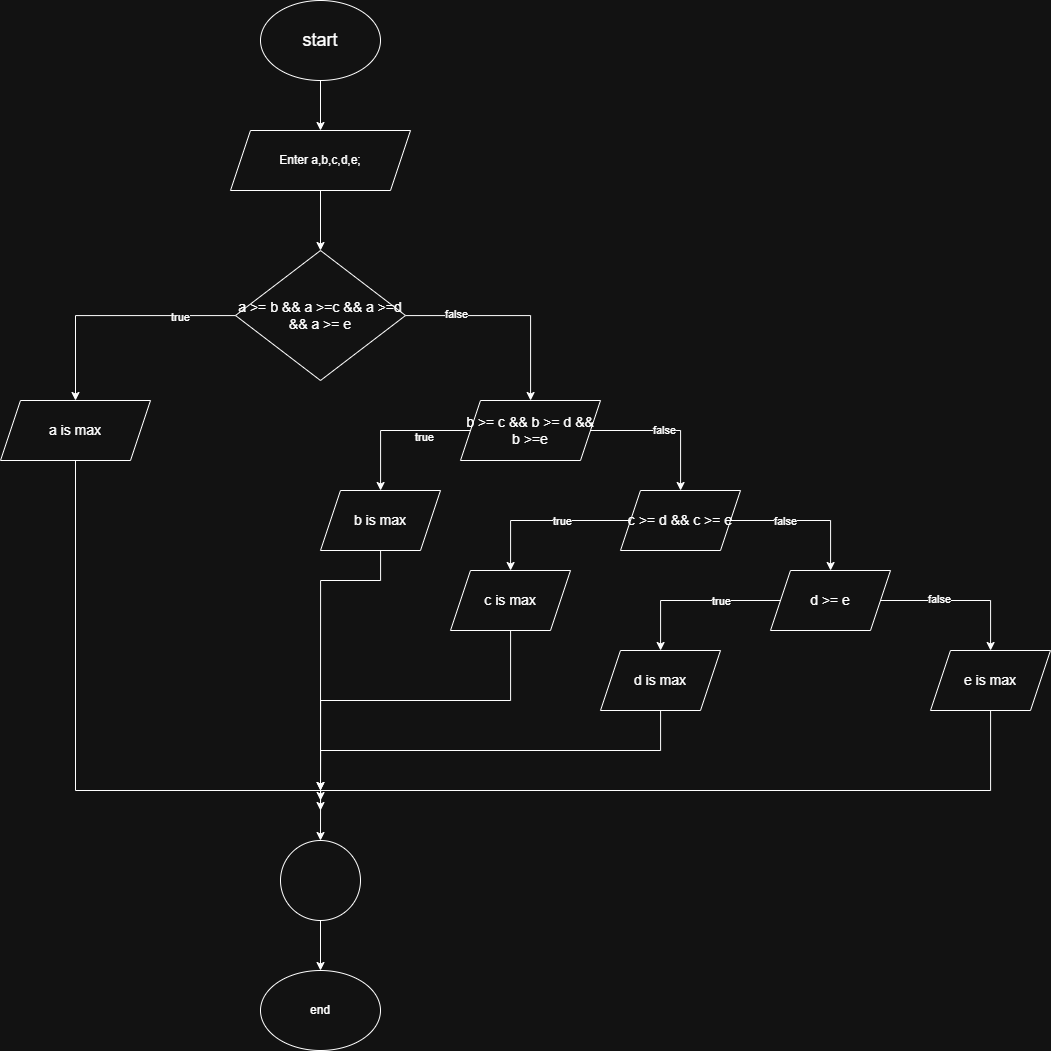 start
Enter a,b,c,d,e;
a >= b && a >=c && a >=d
&& a >= e
true
false
a is max
b >= c && b >= d &&
b >=e
true
false
b is max
c >= d && c >= e
true
false
c is max
d >= e
true
false
d is max
e is max
end